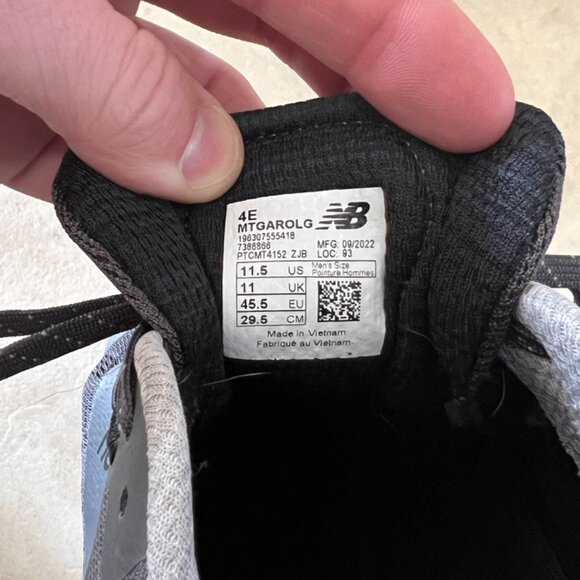 4E
MTGAROLG NB
196307555418
7386866 MFG: 09/2022
PTCMT4152 ZJB LOC: 93
11.5 US Men's Size
Pointure Hommes
11 UK
45.5 EU
29.5 CM
Made in Vietnam
Fabriqué au Vietnam